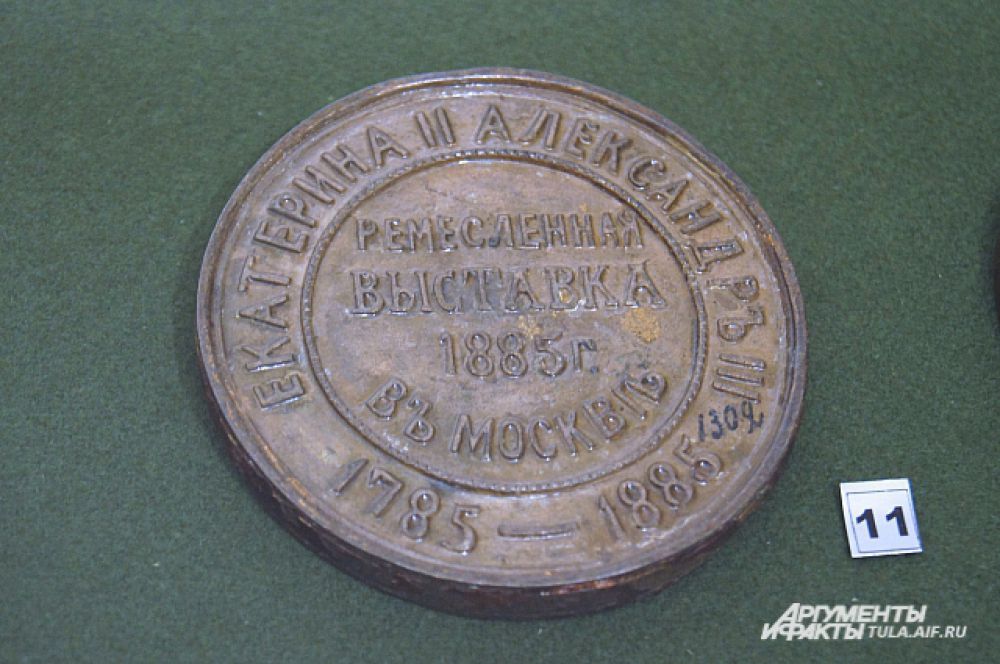 ЕКАТЕРИНА II АЛЕКСАНДРЪ III
РЕМЕСЛЕННАЯ
ВЫСТАВКА
1885г.
ВЪ МОСКВѢ
1785 — 1885
1309
11
АРГУМЕНТЫ
И ФАКТЫ TULA.AIF.RU